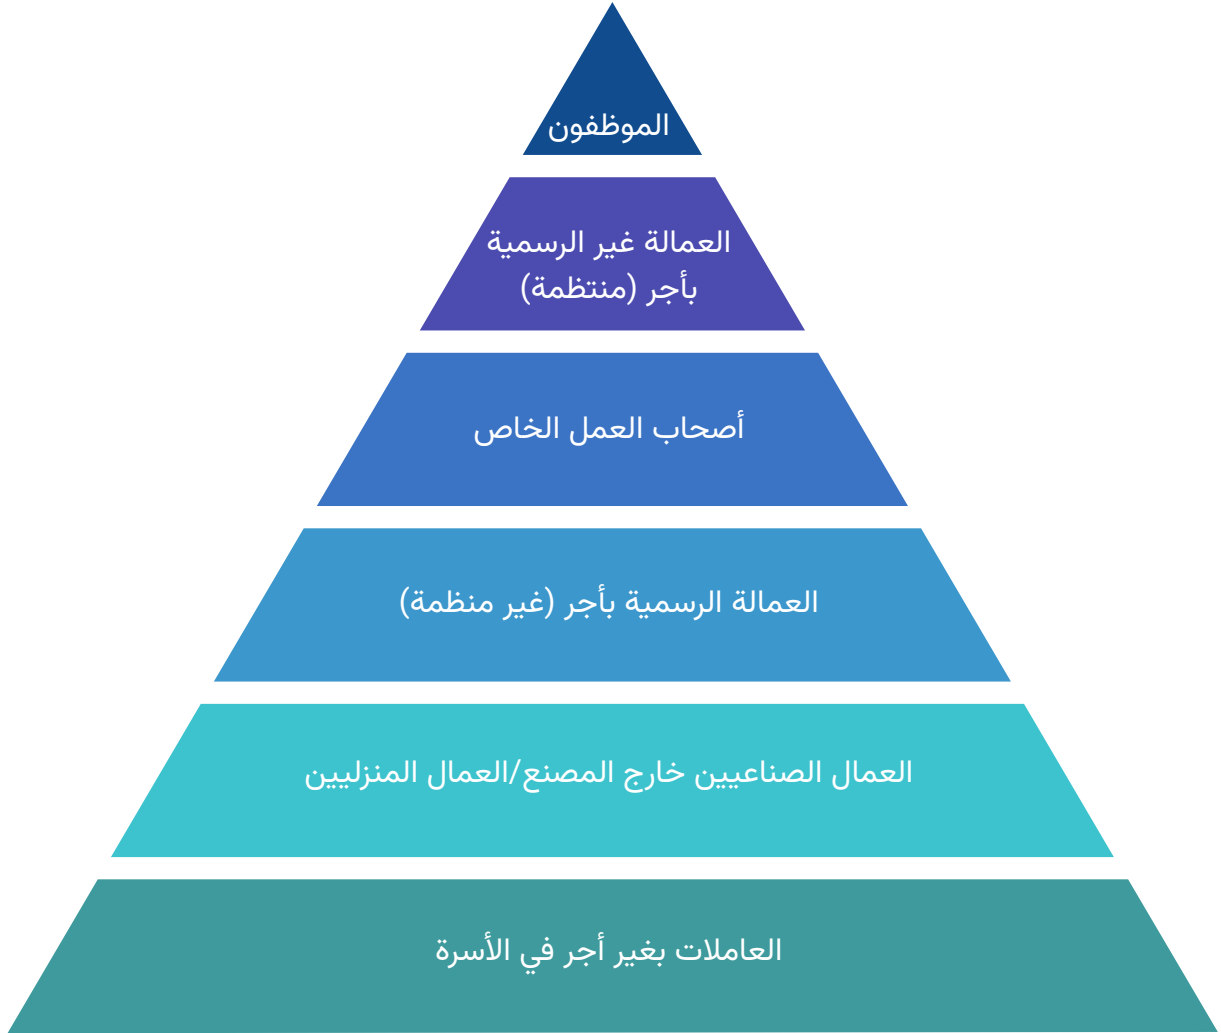 الموظفون
العمالة غير الرسمية
بأجر (منتظمة)
أصحاب العمل الخاص
العمالة الرسمية بأجر (غير منظمة)
العمال الصناعيين خارج المصنع/العمال المنزليين
العاملات بغير أجر في الأسرة